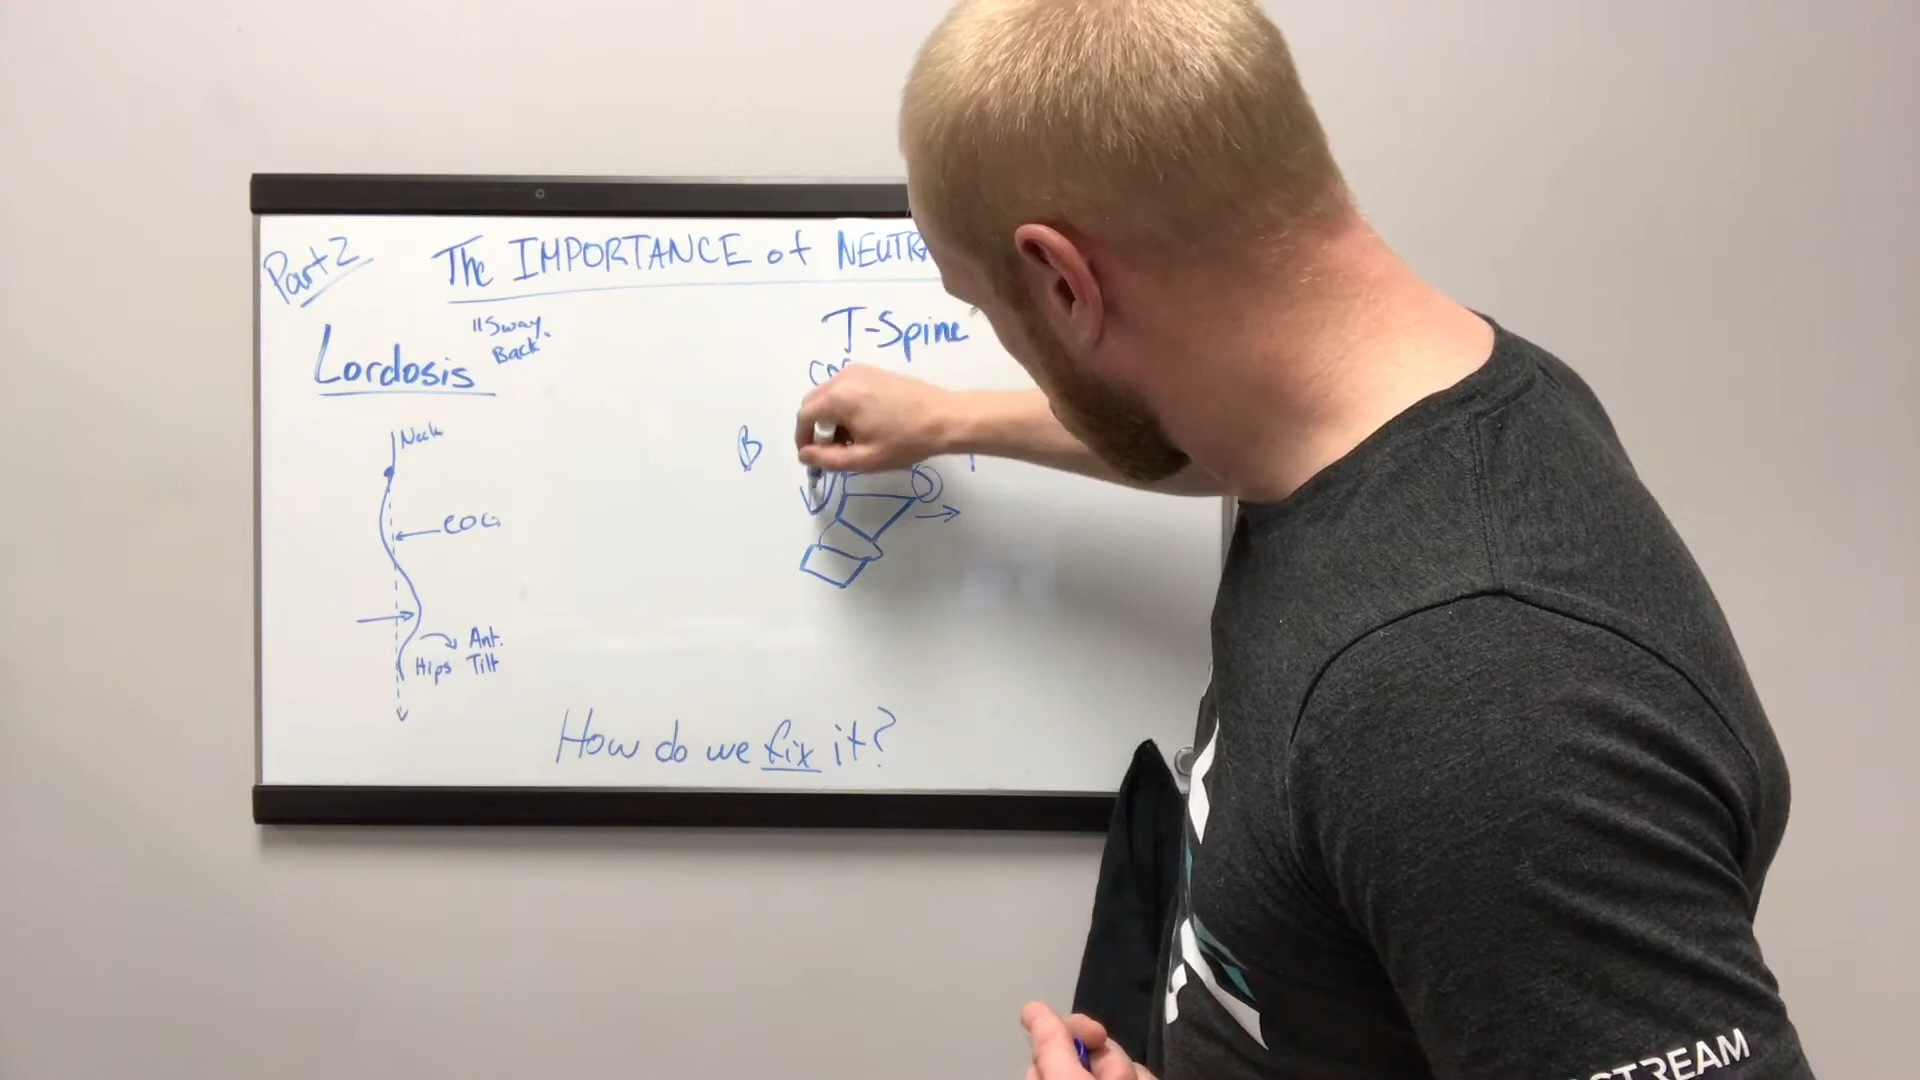 Part 2
The IMPORTANCE of NEUTRA
Lordosis
"Sway
Back"
T-Spine
Neck
B
COG
Ant.
Hips Tilt
How do we fix it?
STREAM